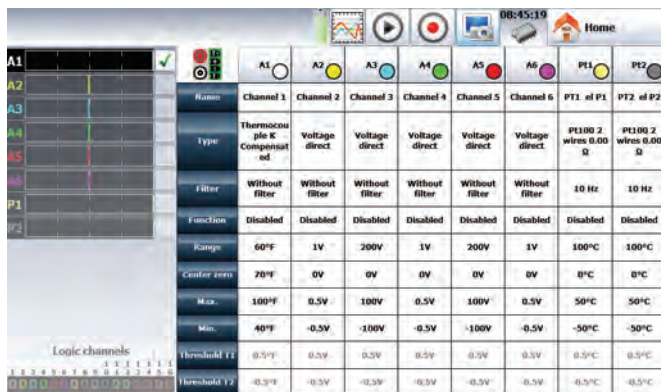 08:45:19
Home
A1
A2
A3
A4
A5
A6
P1
P2
A1 A2 A3 A4 A5 A6 Pt1 Pt2
Name Channel 1 Channel 2 Channel 3 Channel 4 Channel 5 Channel 6 PT1 el P1 PT2 el P2
Type Thermocou ple K Compensat ed Voltage direct Voltage direct Voltage direct Voltage direct Voltage direct Pt100 2 wires 0.00 Ω Pt100 2 wires 0.00 Ω
Filter Without filter Without filter Without filter Without filter Without filter Without filter 10 Hz 10 Hz
Function Disabled Disabled Disabled Disabled Disabled Disabled Disabled Disabled
Range 60°F 1V 200V 1V 200V 1V 100°C 100°C
Center zero 70°F 0V 0V 0V 0V 0V 0°C 0°C
Max. 100°F 0.5V 100V 0.5V 100V 0.5V 50°C 50°C
Min. 40°F -0.5V -100V -0.5V -100V -0.5V -50°C -50°C
Threshold T1 0.5°F 0.5V 0.5V 0.5V 0.5V 0.5V 0.5°C 0.5°C
Threshold T2 -0.5°F -0.5V -0.5V -0.5V -0.5V -0.5V -0.5°C -0.5°C
Logic channels